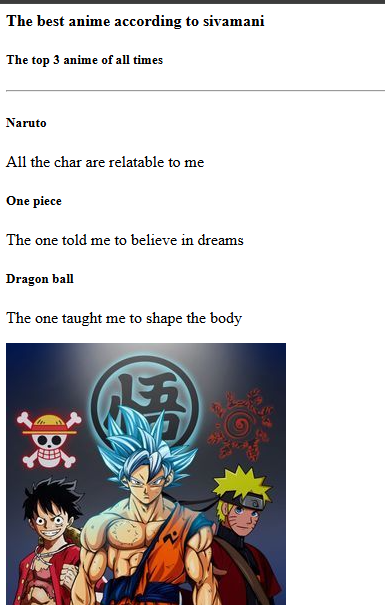 The best anime according to sivamani
The top 3 anime of all times
Naruto
All the char are relatable to me
One piece
The one told me to believe in dreams
Dragon ball
The one taught me to shape the body
悟